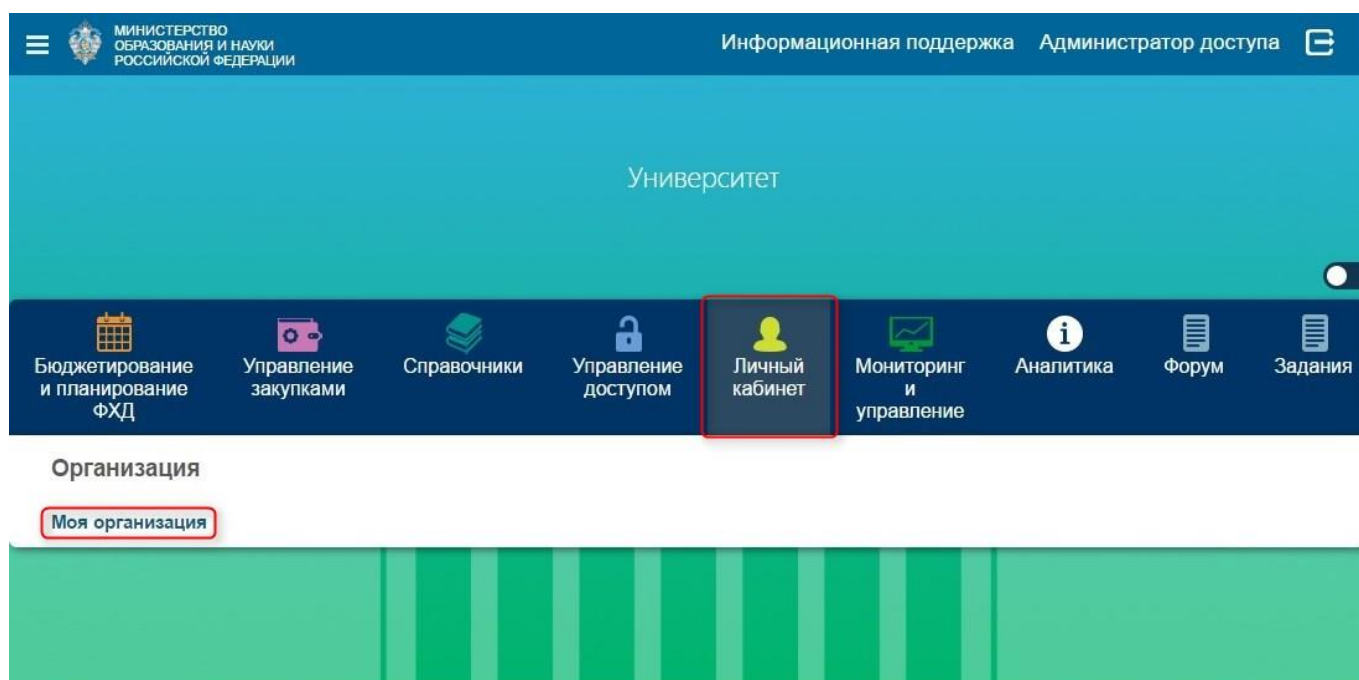 МИНИСТЕРСТВО
ОБРАЗОВАНИЯ И НАУКИ
РОССИЙСКОЙ ФЕДЕРАЦИИ
Информационная поддержка Администратор доступа
Университет
Бюджетирование
и планирование
ФХД
Управление
закупками
Справочники
Управление
доступом
Личный
кабинет
Мониторинг
и
управление
Аналитика
Форум
Задания
Организация
Моя организация